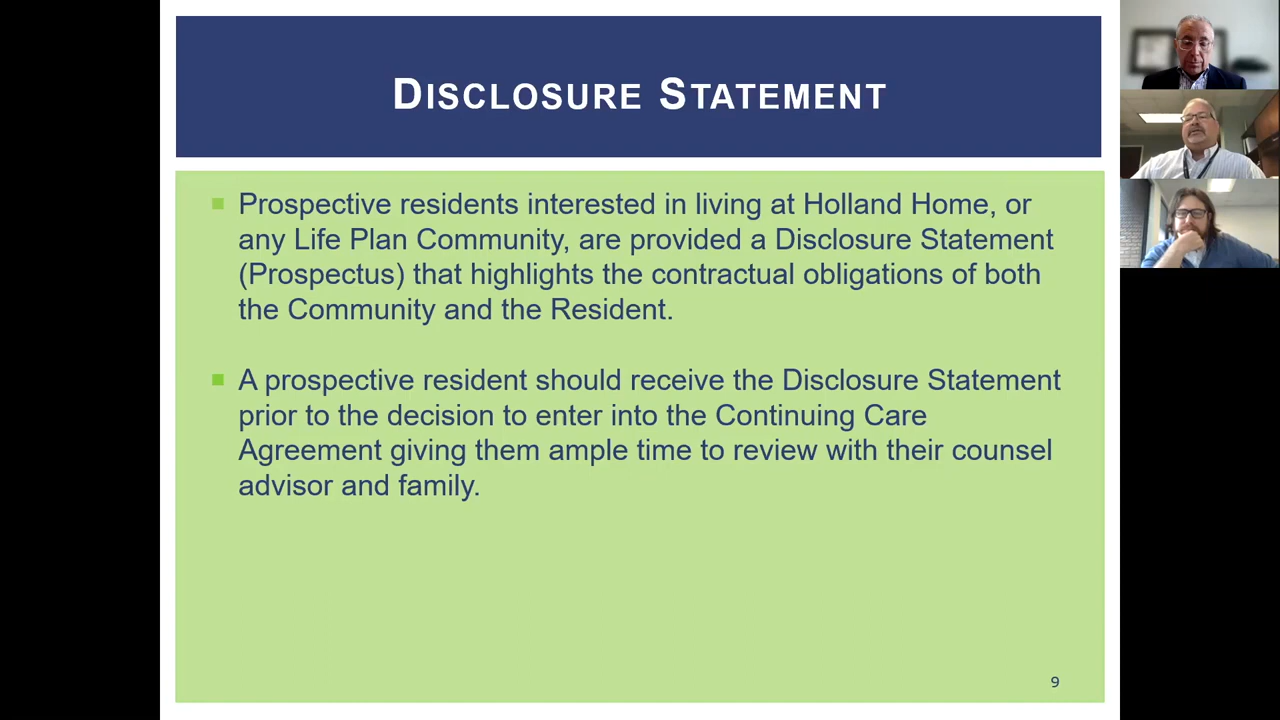 DISCLOSURE STATEMENT
Prospective residents interested in living at Holland Home, or
any Life Plan Community, are provided a Disclosure Statement
(Prospectus) that highlights the contractual obligations of both
the Community and the Resident.
A prospective resident should receive the Disclosure Statement
prior to the decision to enter into the Continuing Care
Agreement giving them ample time to review with their counsel
advisor and family.
9